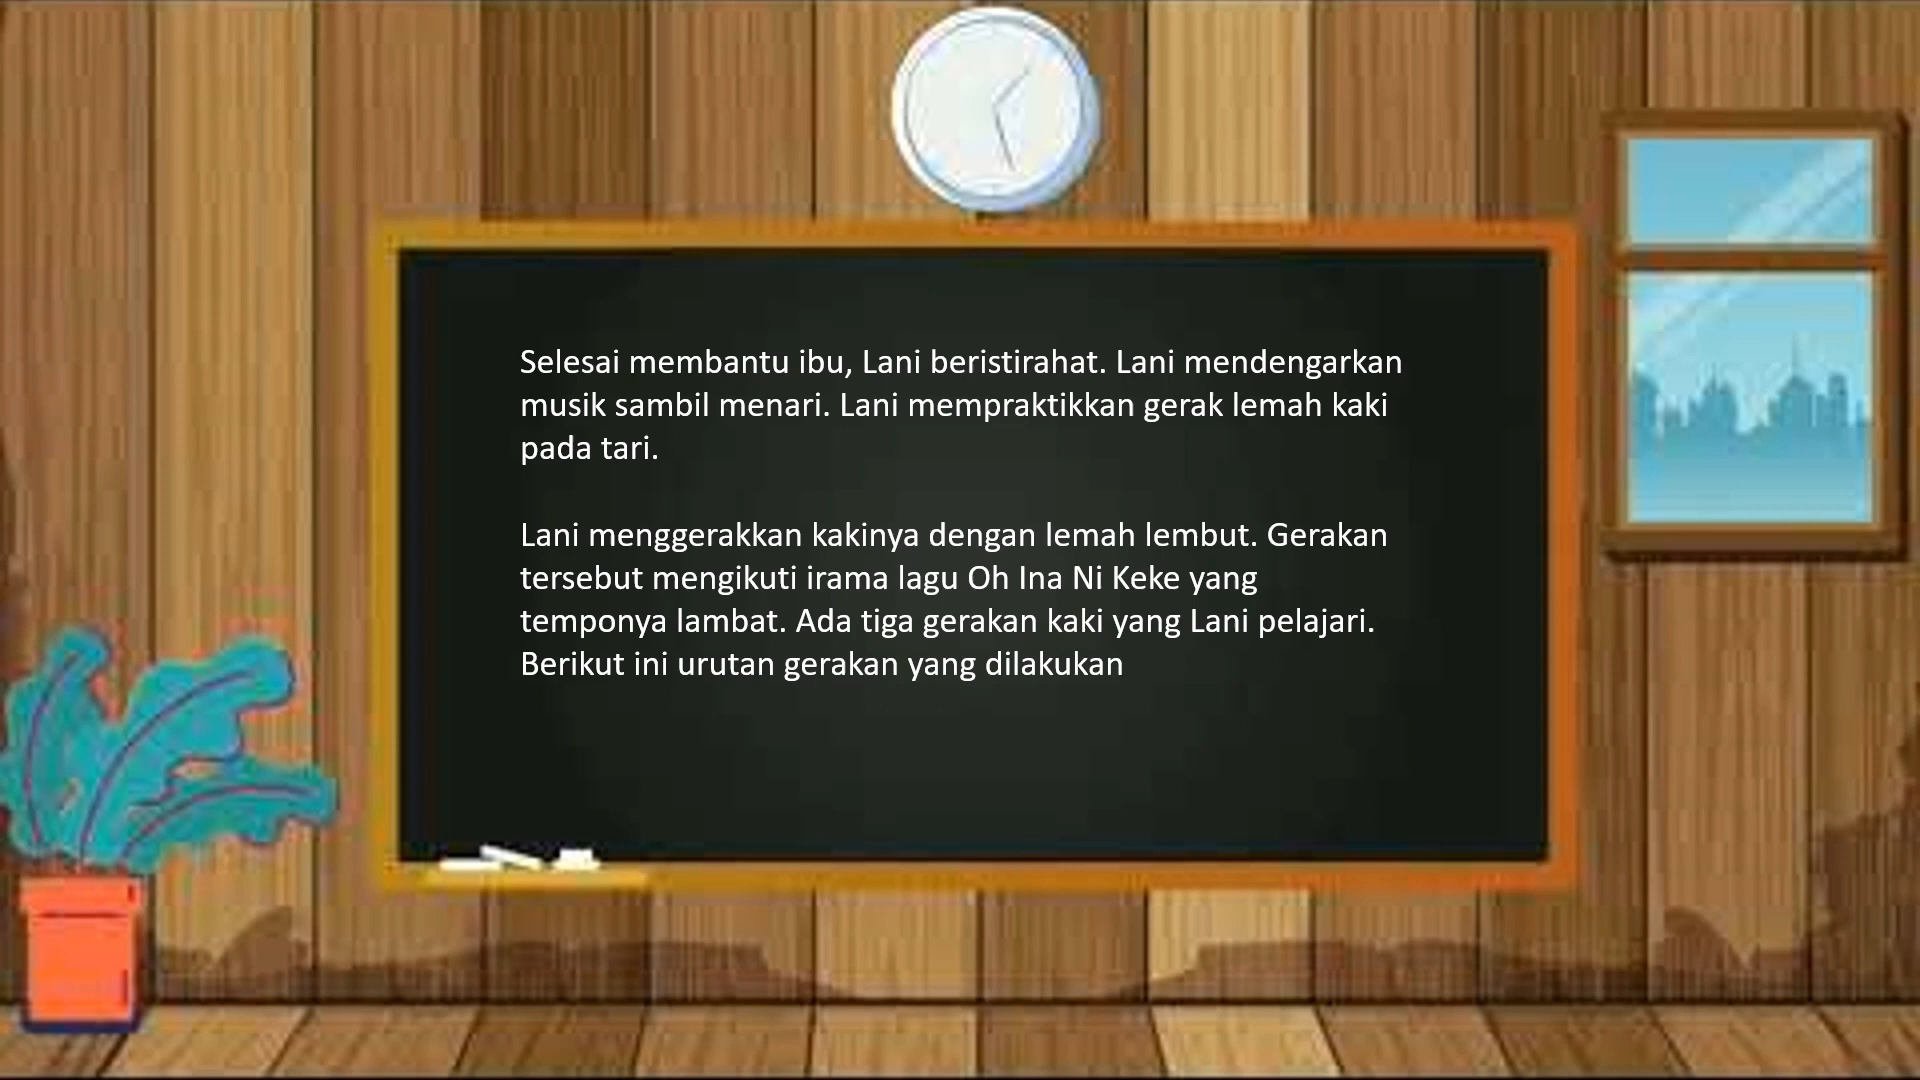 Selesai membantu ibu, Lani beristirahat. Lani mendengarkan
musik sambil menari. Lani mempraktikkan gerak lemah kaki
pada tari.
Lani menggerakkan kakinya dengan lemah lembut. Gerakan
tersebut mengikuti irama lagu Oh Ina Ni Keke yang
temponya lambat. Ada tiga gerakan kaki yang Lani pelajari.
Berikut ini urutan gerakan yang dilakukan